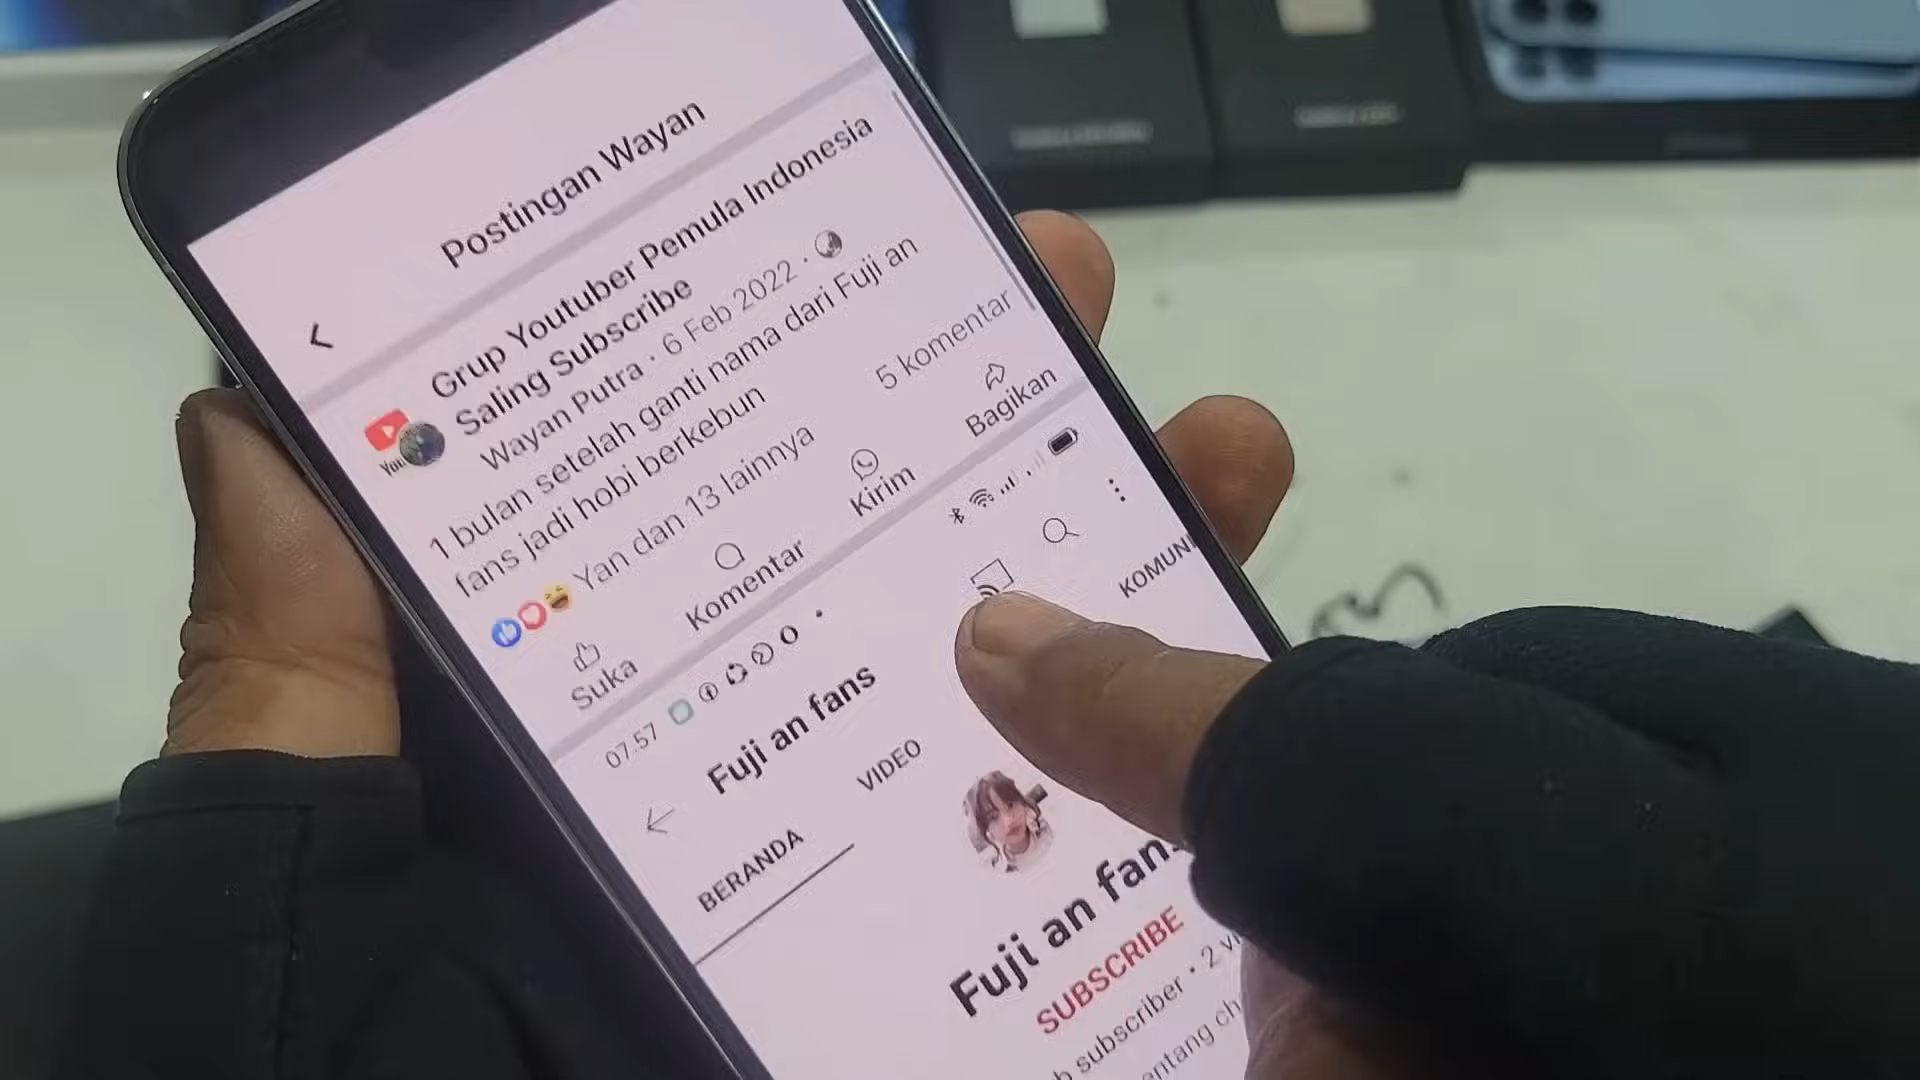 Postingan Wayan
Grup Youtuber Pemula Indonesia
Saling Subscribe
Wayan Putra · 6 Feb 2022 ·
1 bulan setelah ganti nama dari Fuji an
fans jadi hobi berkebun
Yan dan 13 lainnya
5 komentar
Suka
Komentar
Kirim
Bagikan
07.57
Fuji an fans
BERANDA
VIDEO
KOMUNI
Fuji an fans
SUBSCRIBE
subscriber • 2